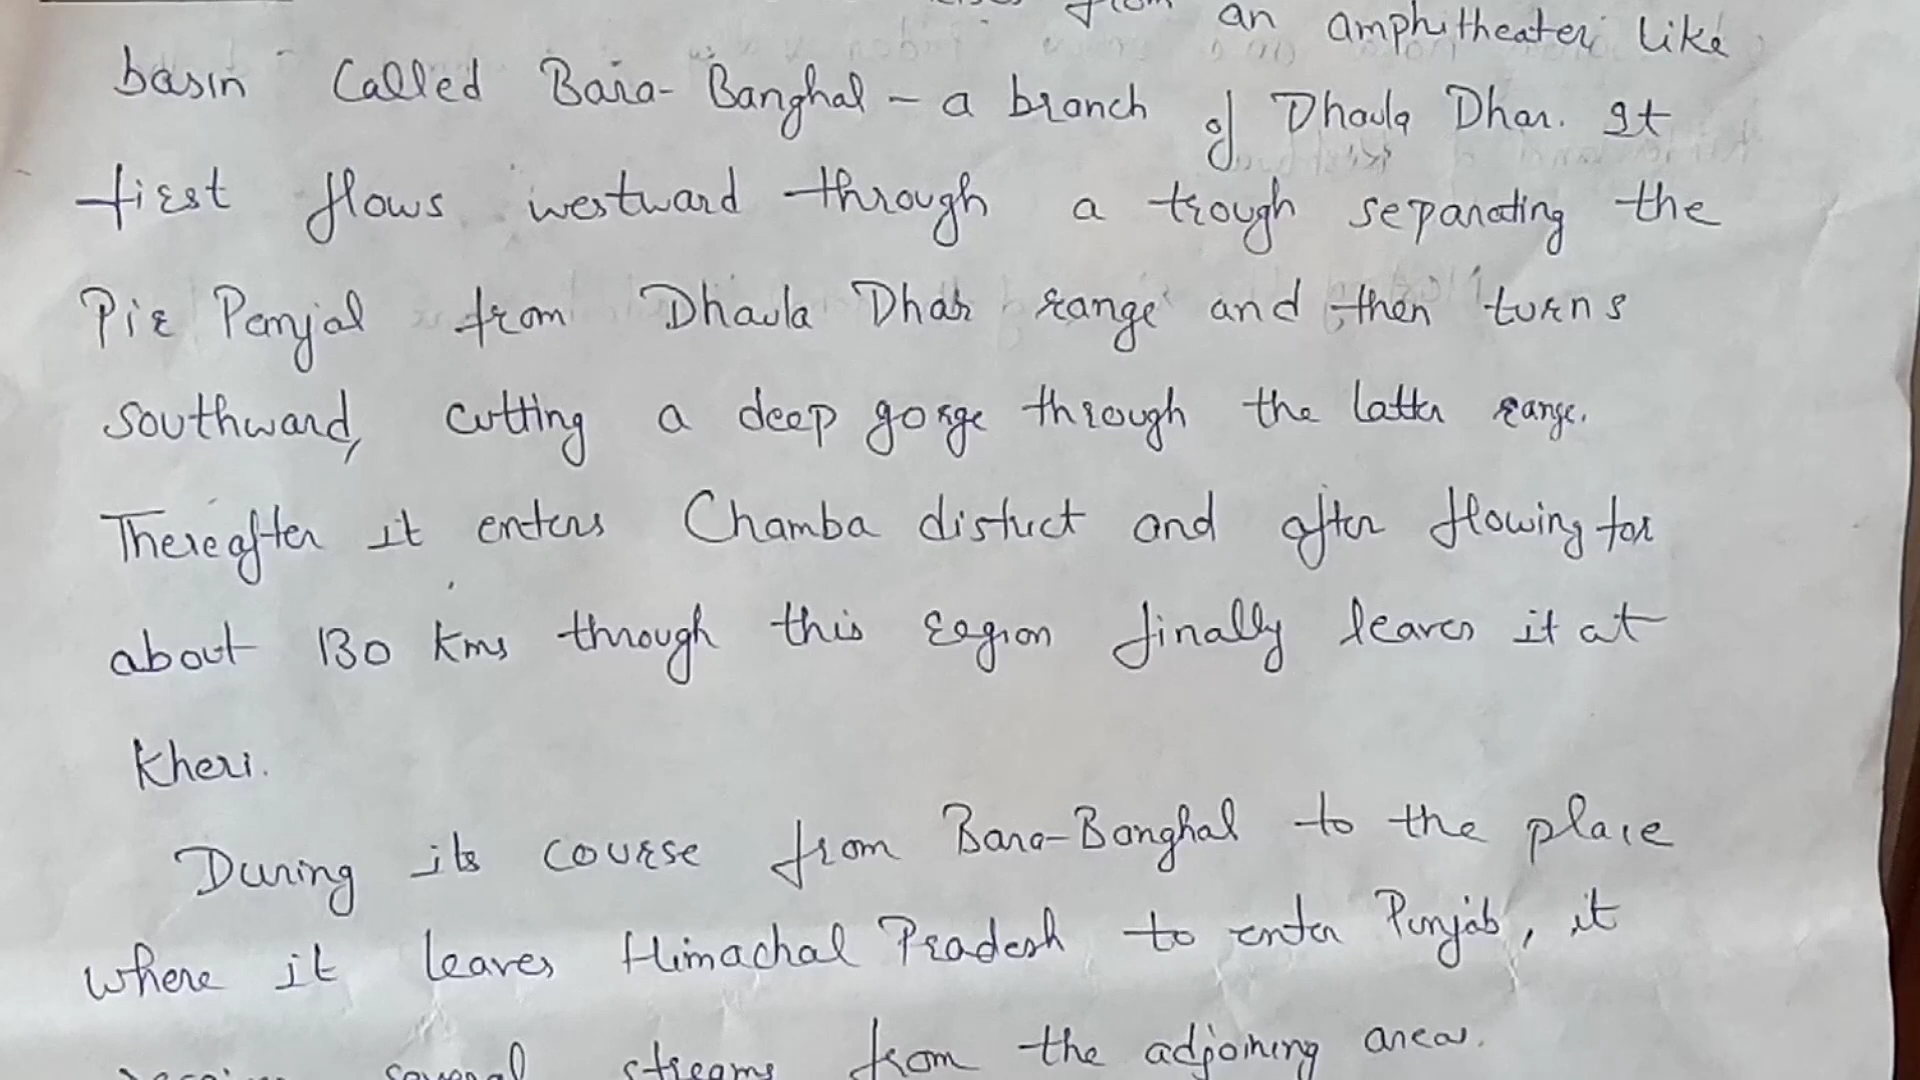 from an amphitheater like
basin called Bara-Banghal - a branch of Dhaula Dhar. It
first flows westward through a trough separating the
Pir Panjal from Dhaula Dhar range and then turns
southward, cutting a deep gorge through the latter range.
Thereafter it enters Chamba district and after flowing for
about 130 kms through this region finally leaves it at
Kheri.
During its course from Bara-Banghal to the place
where it leaves Himachal Pradesh to enter Punjab, it
several streams from the adjoining areas.